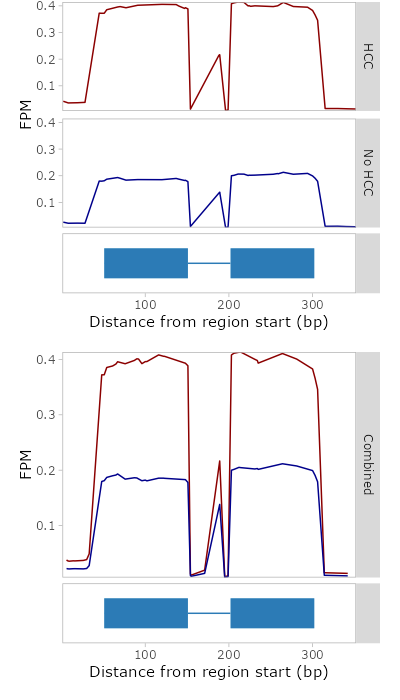 0.4
0.3
0.2
0.1
HCC
FPM
0.4
0.3
0.2
0.1
No HCC
100 200 300
Distance from region start (bp)
0.4
0.2
0.1
FPM
Combined
100 200 300
Distance from region start (bp)